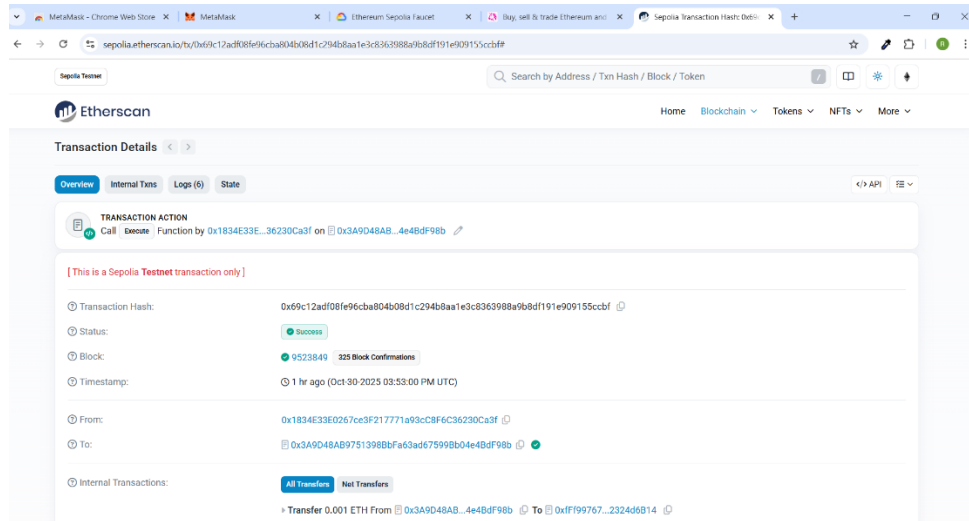 MetaMask - Chrome Web Store
MetaMask
Ethereum Sepolia Faucet
Buy, sell & trade Ethereum and
Sepolia Transaction Hash: 0x69
sepolia.etherscan.io/tx/0x69c12adf08fe96cba804b08d1c294b8aa1e3c8363988a9b8df191e909155ccbf#
R
Sepolia Testnet
Search by Address / Txn Hash / Block / Token
/
Etherscan
Home Blockchain Tokens NFTs More
Transaction Details
Overview Internal Txns Logs (6) State
</> API
TRANSACTION ACTION
Call Execute Function by 0x1834E33E...36230Ca3f on 0x3A9D48AB...4e4BdF98b
[ This is a Sepolia Testnet transaction only ]
Transaction Hash: 0x69c12adf08fe96cba804b08d1c294b8aa1e3c8363988a9b8df191e909155ccbf
Status: Success
Block: 9523849 325 Block Confirmations
Timestamp: 1 hr ago (Oct-30-2025 03:53:00 PM UTC)
From: 0x1834E33E0267ce3F217771a93cC8F6C36230Ca3f
To: 0x3A9D48AB9751398BbFa63ad67599Bb04e4BdF98b
Internal Transactions: All Transfers Net Transfers
Transfer 0.001 ETH From 0x3A9D48AB...4e4BdF98b To 0xfFf99767...2324d6B14